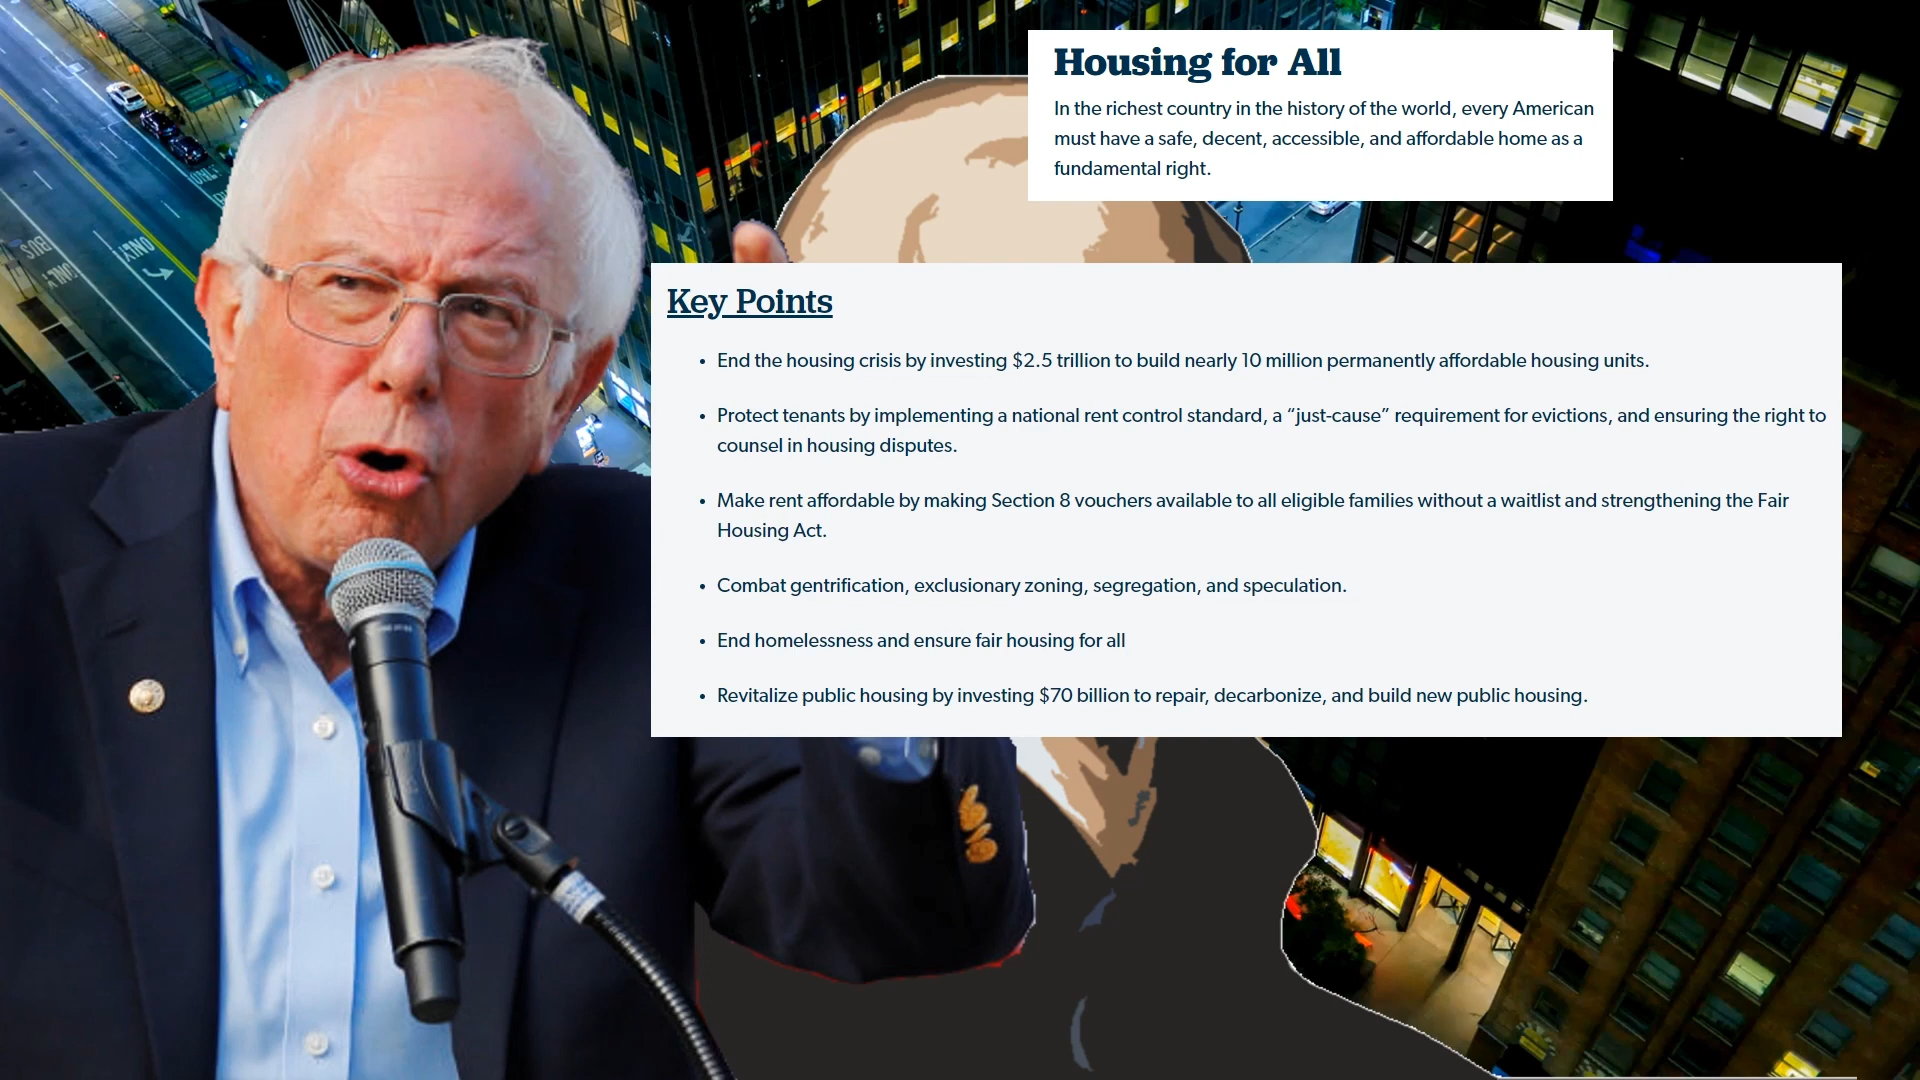 Housing for All
In the richest country in the history of the world, every American
must have a safe, decent, accessible, and affordable home as a
fundamental right.
Key Points
• End the housing crisis by investing $2.5 trillion to build nearly 10 million permanently affordable housing units.
• Protect tenants by implementing a national rent control standard, a “just-cause” requirement for evictions, and ensuring the right to
counsel in housing disputes.
• Make rent affordable by making Section 8 vouchers available to all eligible families without a waitlist and strengthening the Fair
Housing Act.
• Combat gentrification, exclusionary zoning, segregation, and speculation.
• End homelessness and ensure fair housing for all
• Revitalize public housing by investing $70 billion to repair, decarbonize, and build new public housing.
ONLY
BUS
ONLY